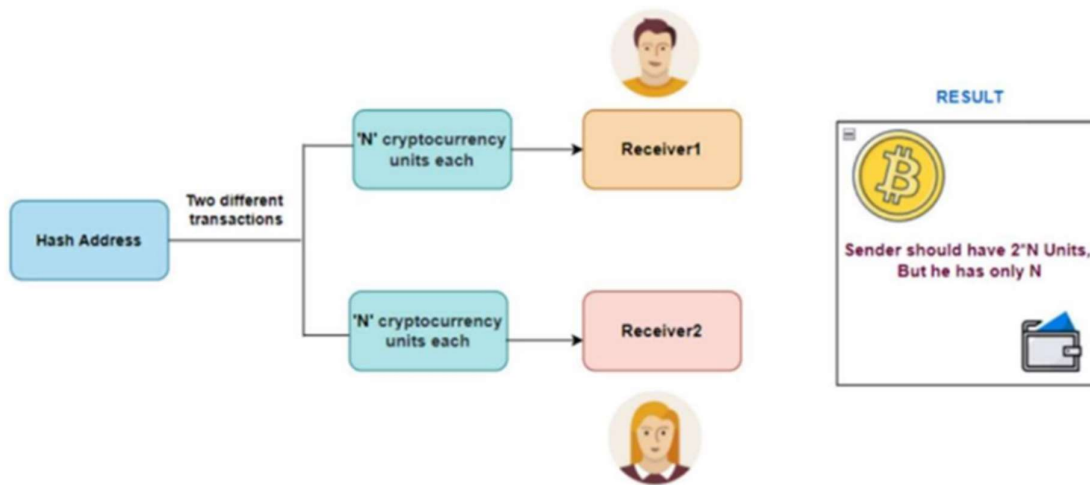 'N' cryptocurrency
units each
Receiver1
Two different
transactions
Hash Address
'N' cryptocurrency
units each
Receiver2
RESULT
Sender should have 2*N Units,
But he has only N